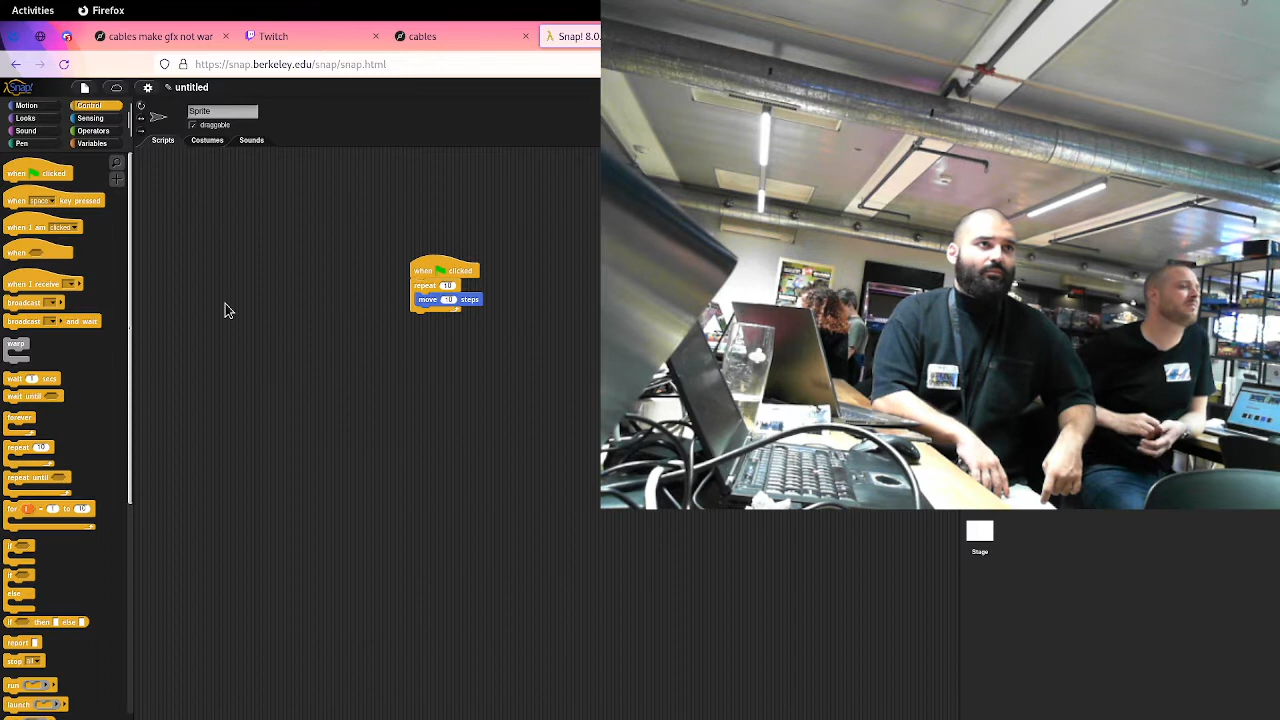 Activities
Firefox
cables make gfx not war
Twitch
cables
Snap! 8.0.
https://snap.berkeley.edu/snap/snap.html
Snap!
untitled
Motion
Control
Looks
Sensing
Sound
Operators
Pen
Variables
Sprite
draggable
Scripts
Costumes
Sounds
when clicked
when space key pressed
when I am clicked
when
when I receive
broadcast
broadcast and wait
warp
wait 1 secs
wait until
forever
repeat 10
repeat until
for i = 1 to 10
if
if
else
if then else
report
stop all
run
launch
when clicked
repeat 10
move 10 steps
Stage